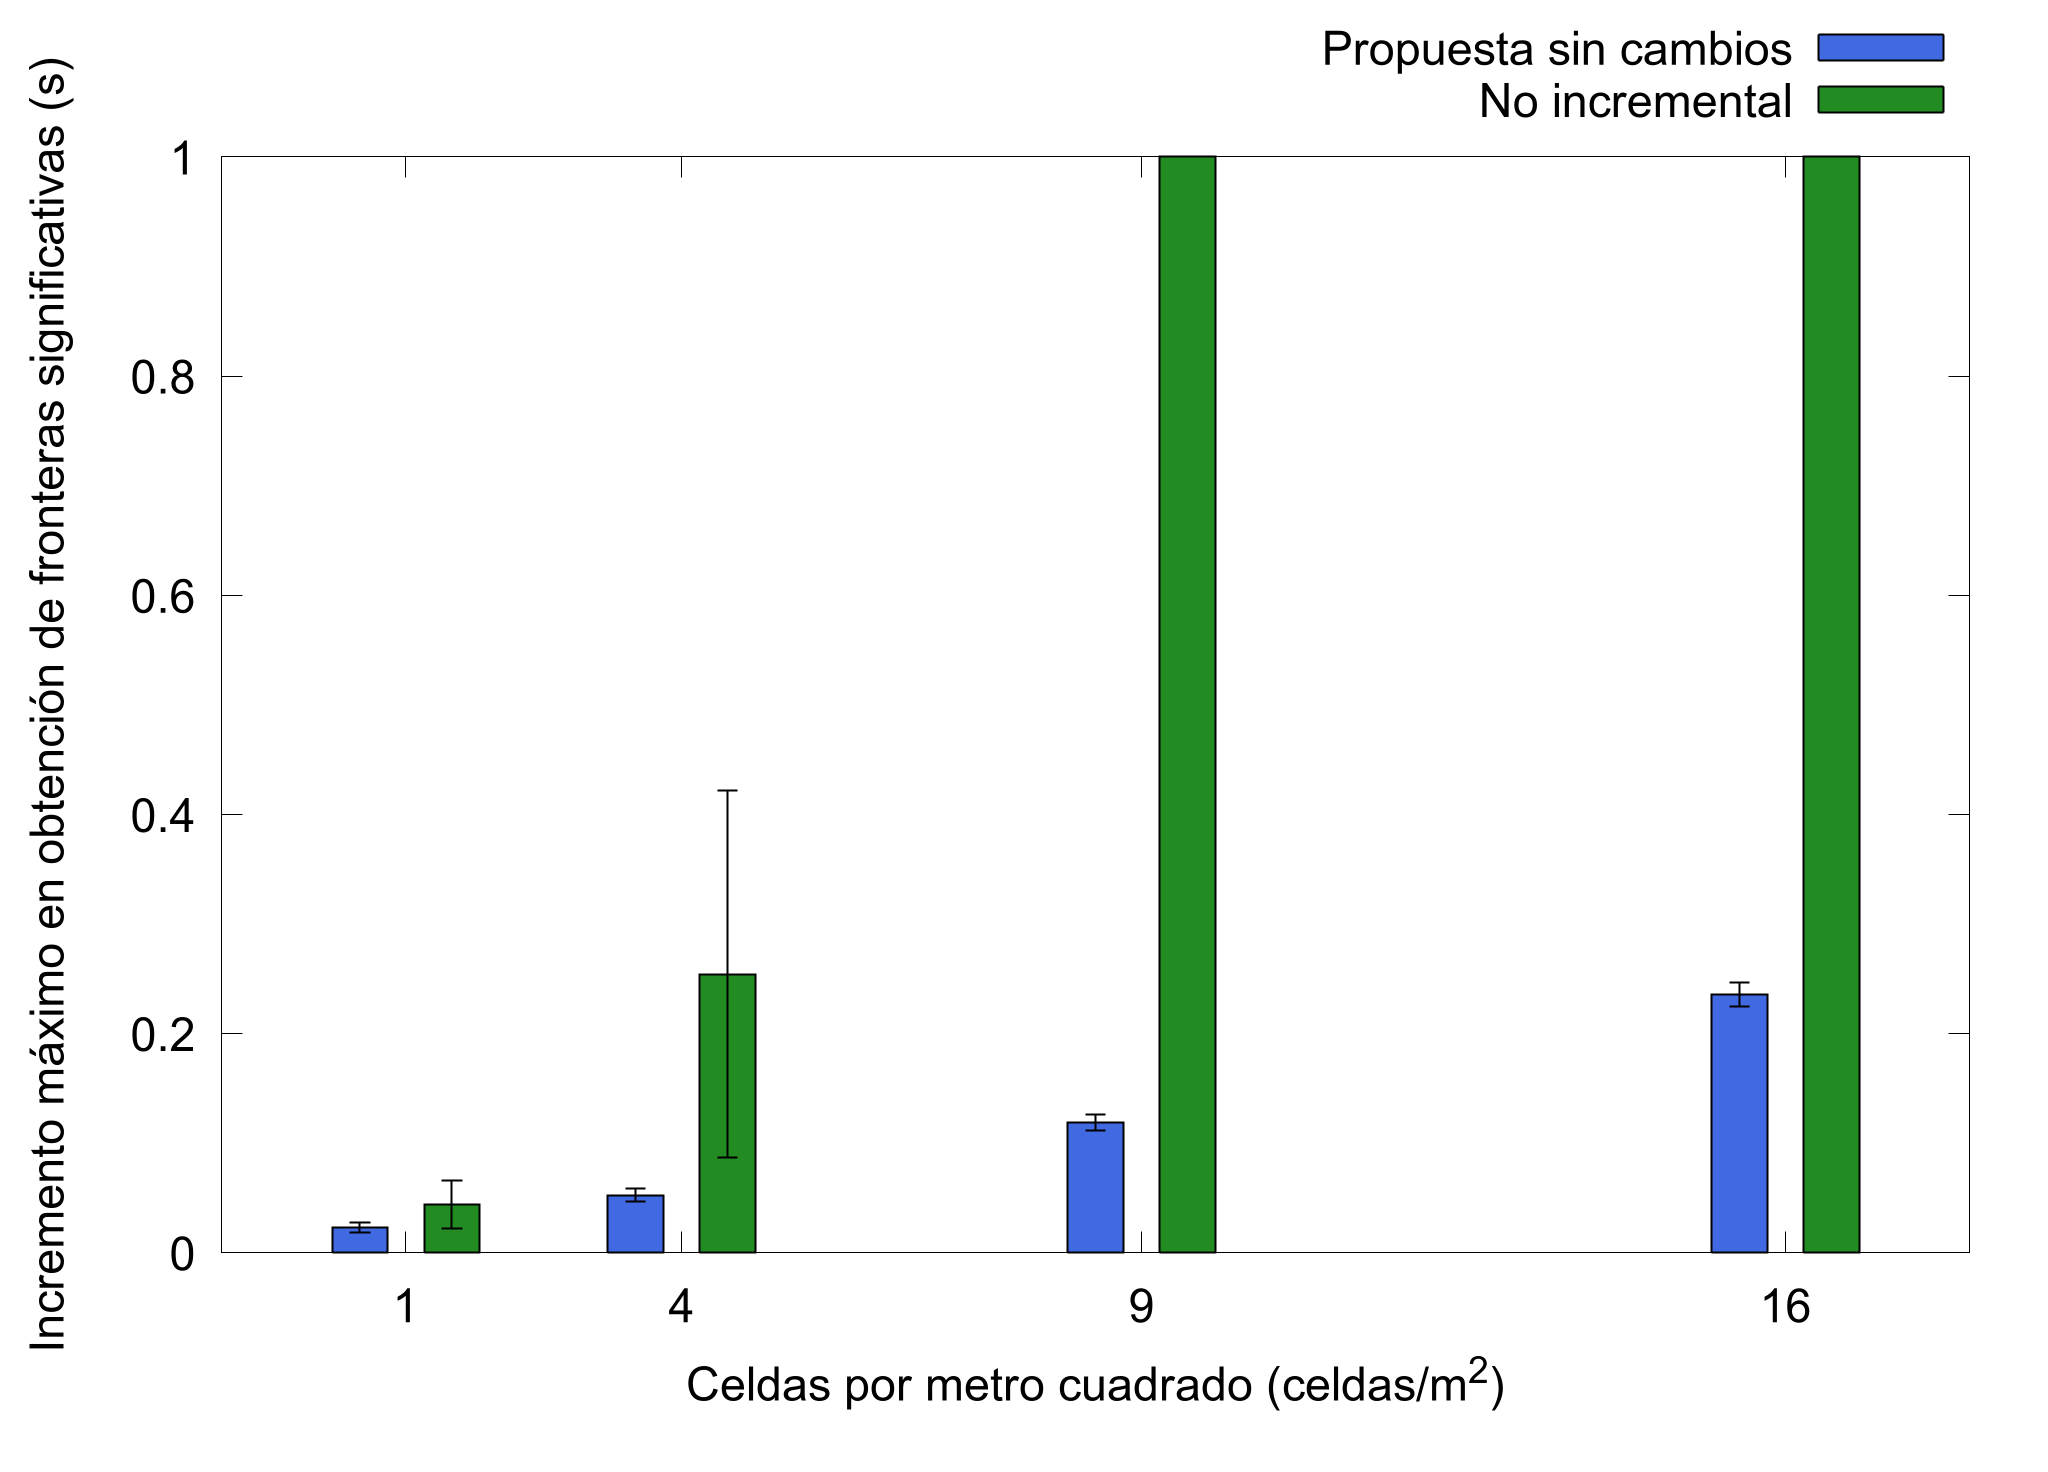 Propuesta sin cambios
No incremental
Incremento máximo en obtención de fronteras significativas (s)
1
0.8
0.6
0.4
0.2
0
1 4 9 16
Celdas por metro cuadrado (celdas/m²)